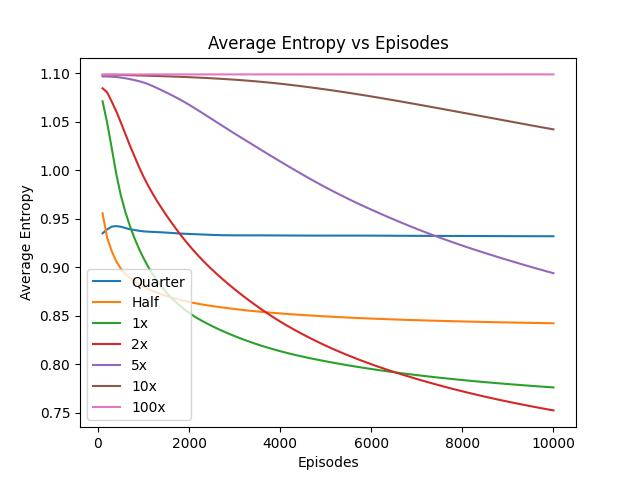 Average Entropy vs Episodes
Average Entropy
1.10
1.05
1.00
0.95
0.90
0.85
0.80
0.75
Quarter
Half
1x
2x
5x
10x
100x
0 2000 4000 6000 8000 10000
Episodes